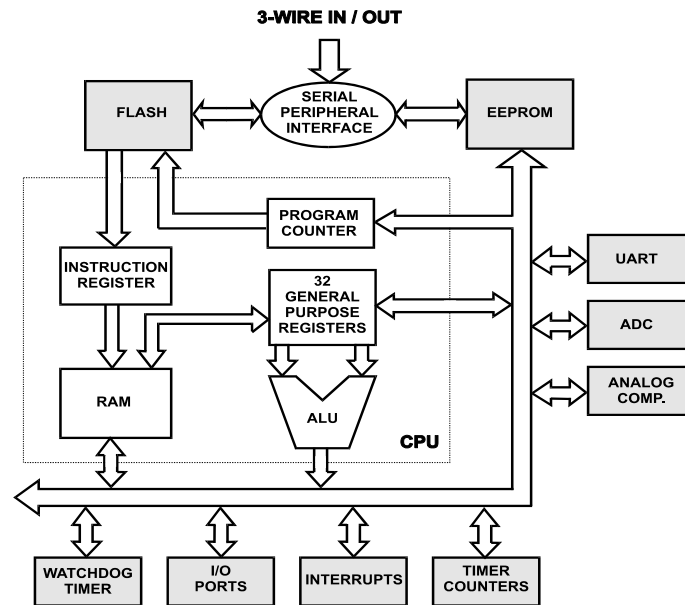 3-WIRE IN / OUT
FLASH
SERIAL
PERIPHERAL
INTERFACE
EEPROM
PROGRAM
COUNTER
INSTRUCTION
REGISTER
32
GENERAL
PURPOSE
REGISTERS
UART
ADC
RAM
ALU
ANALOG
COMP.
CPU
WATCHDOG
TIMER
I/O
PORTS
INTERRUPTS
TIMER
COUNTERS